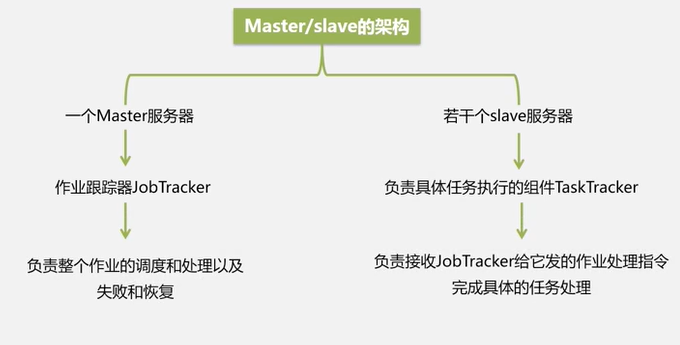 Master/slave的架构
一个Master服务器
若干个slave服务器
作业跟踪器JobTracker
负责具体任务执行的组件TaskTracker
负责整个作业的调度和处理以及
失败和恢复
负责接收JobTracker给它发的作业处理指令
完成具体的任务处理